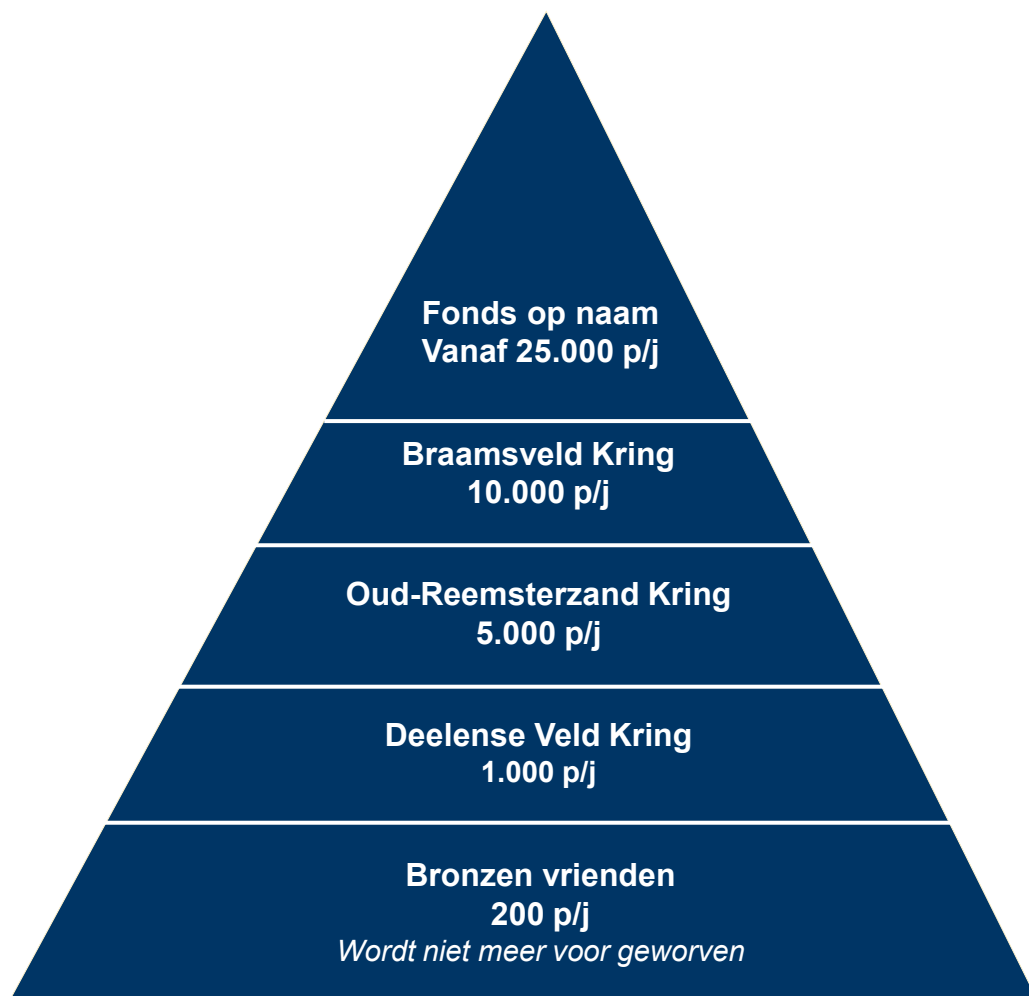 Fonds op naam
Vanaf 25.000 p/j
Braamsveld Kring
10.000 p/j
Oud-Reemsterzand Kring
5.000 p/j
Deelense Veld Kring
1.000 p/j
Bronzen vrienden
200 p/j
Wordt niet meer voor geworven